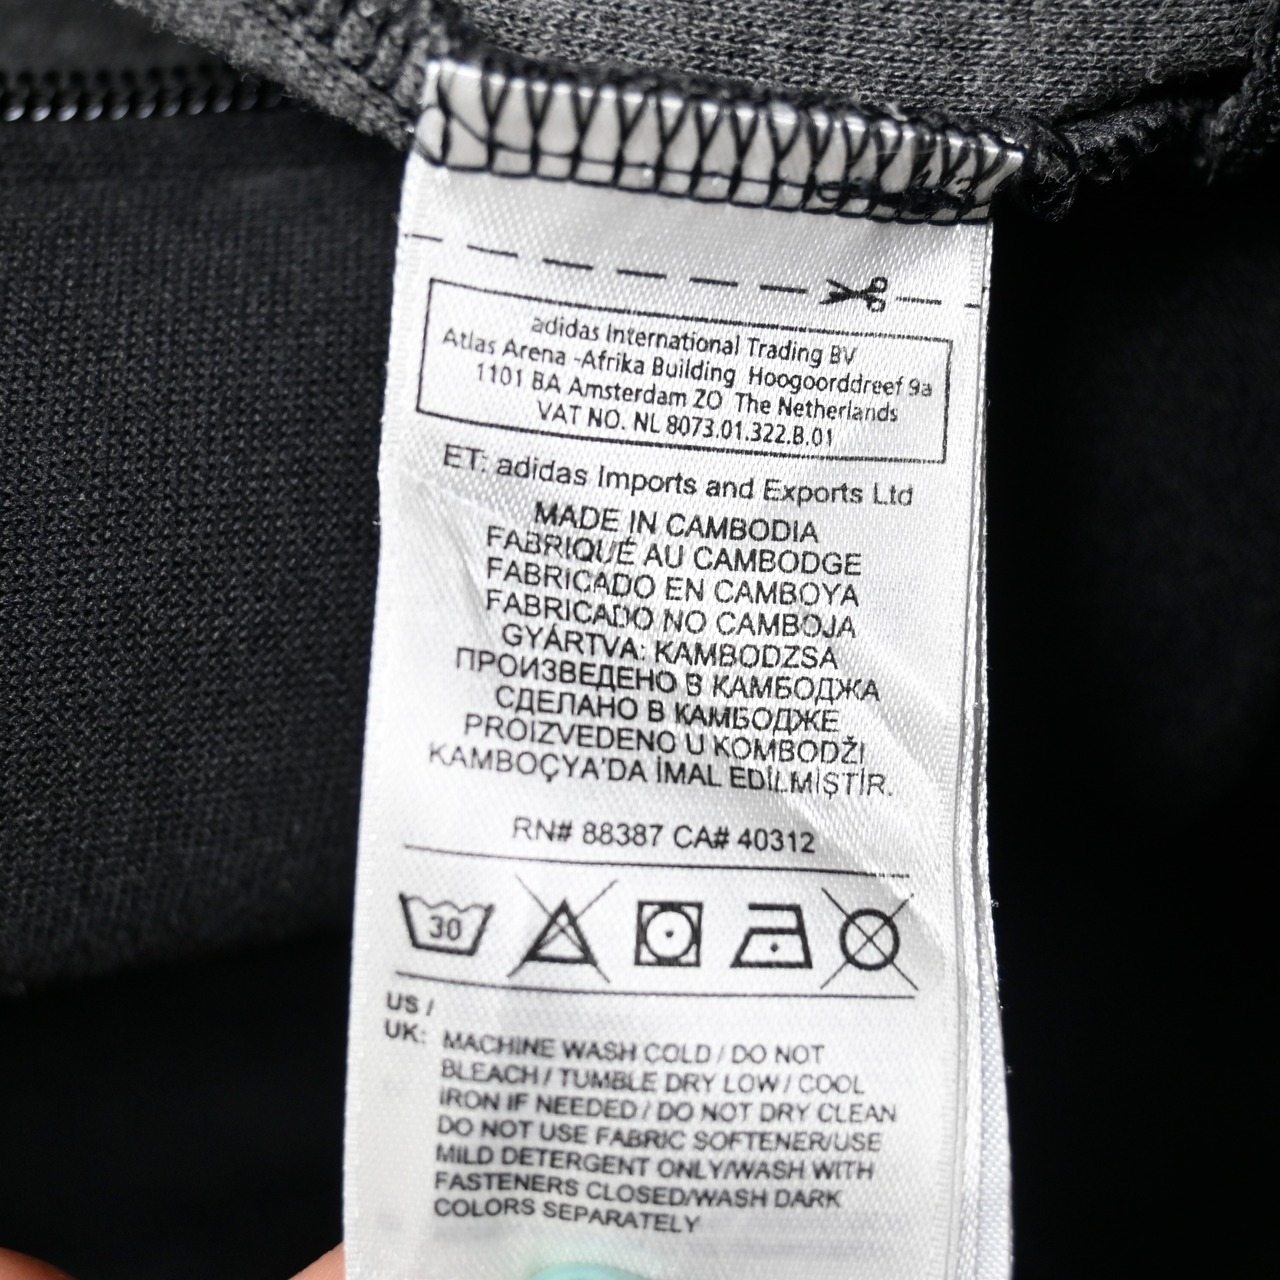 adidas International Trading BV
Atlas Arena -Afrika Building Hoogoorddreef 9a
1101 BA Amsterdam ZO The Netherlands
VAT NO. NL 8073.01.322.B.01
ET: adidas Imports and Exports Ltd
MADE IN CAMBODIA
FABRIQUÉ AU CAMBODGE
FABRICADO EN CAMBOYA
FABRICADO NO CAMBOJA
GYÁRTVA: KAMBODZSA
ПРОИЗВЕДЕНО В КАМБОДЖА
СДЕЛАНО В КАМБОДЖЕ
PROIZVEDENO U KOMBODŽI
KAMBOÇYA'DA İMAL EDİLMİŞTİR.
RN# 88387 CA# 40312
30
US /
UK: MACHINE WASH COLD / DO NOT
BLEACH / TUMBLE DRY LOW / COOL
IRON IF NEEDED / DO NOT DRY CLEAN
DO NOT USE FABRIC SOFTENER/USE
MILD DETERGENT ONLY/WASH WITH
FASTENERS CLOSED/WASH DARK
COLORS SEPARATELY